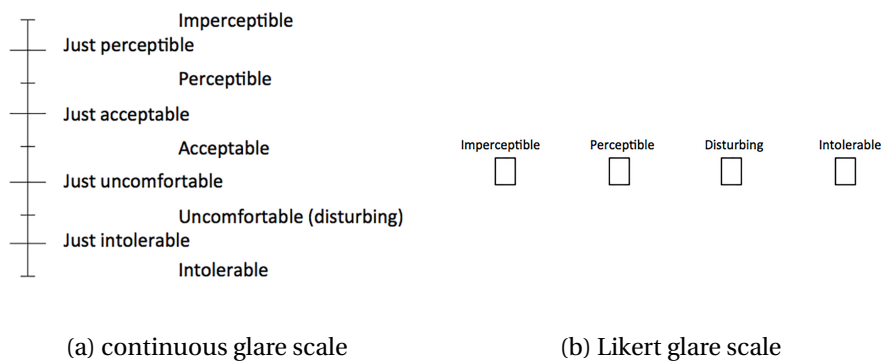 Imperceptible
Just perceptible
Perceptible
Just acceptable
Acceptable
Just uncomfortable
Uncomfortable (disturbing)
Just intolerable
Intolerable
Imperceptible Perceptible Disturbing Intolerable
(a) continuous glare scale
(b) Likert glare scale